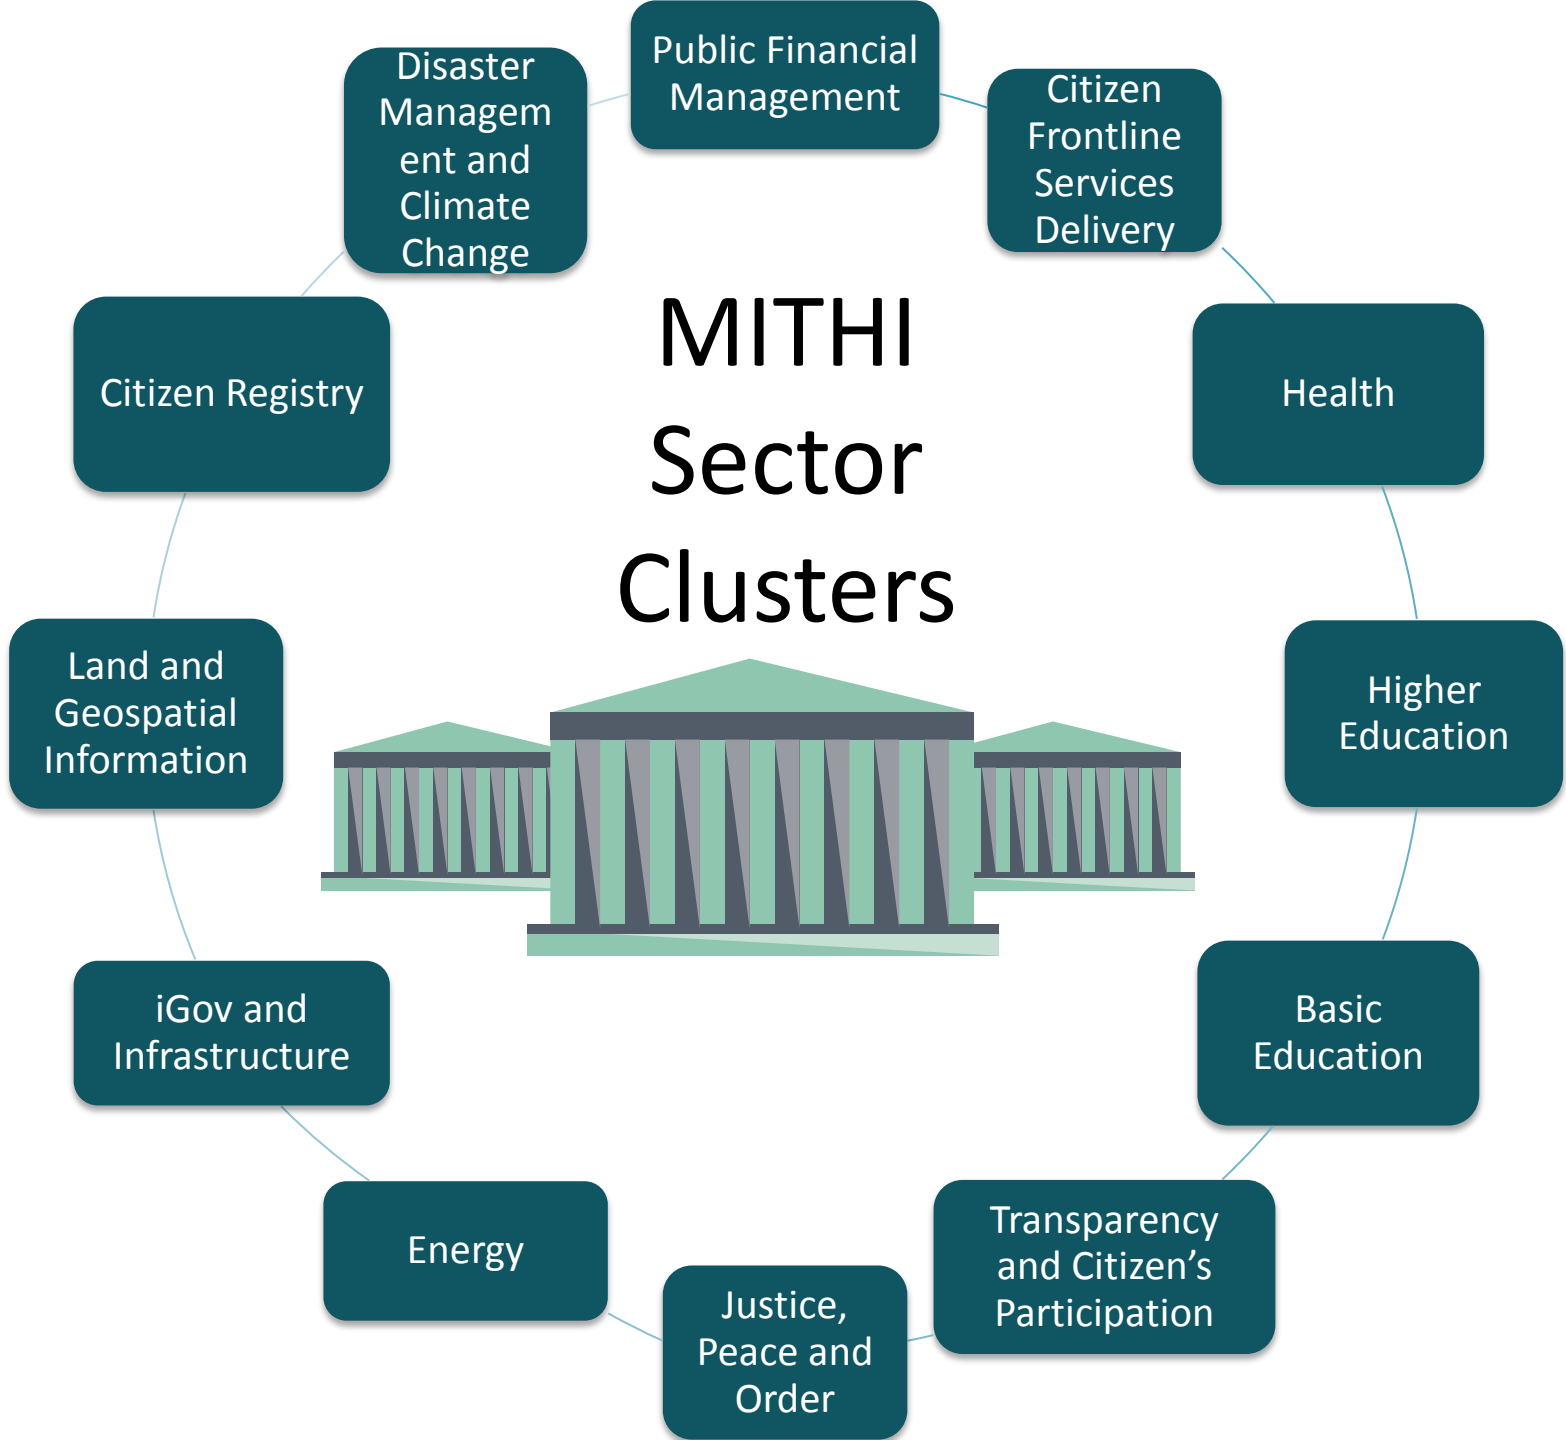 Public Financial
Management
Citizen
Frontline
Services
Delivery
Health
Higher
Education
Basic
Education
Transparency
and Citizen’s
Participation
Justice,
Peace and
Order
Energy
iGov and
Infrastructure
Land and
Geospatial
Information
Citizen Registry
Disaster
Managem
ent and
Climate
Change
MITHI
Sector
Clusters